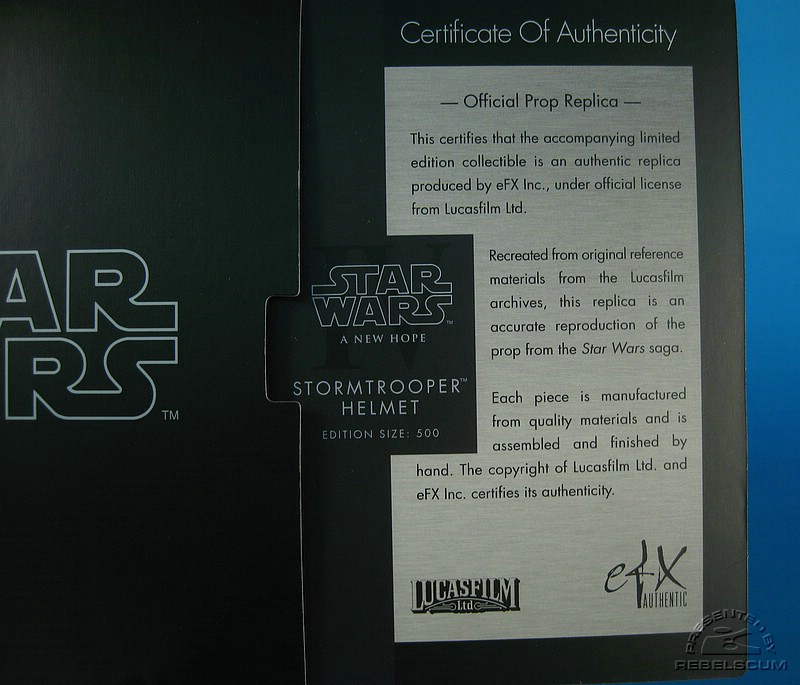 Certificate Of Authenticity
— Official Prop Replica —
This certifies that the accompanying limited
edition collectible is an authentic replica
produced by eFX Inc., under official license
from Lucasfilm Ltd.
Recreated from original reference
materials from the Lucasfilm
archives, this replica is an
accurate reproduction of the
prop from the Star Wars saga.
Each piece is manufactured
from quality materials and is
assembled and finished by
hand. The copyright of Lucasfilm Ltd. and
eFX Inc. certifies its authenticity.
AR
RS™
IV
STAR
WARS™
A NEW HOPE
STORMTROOPER™
HELMET
EDITION SIZE: 500
LUCASFILM
Ltd
efX
AUTHENTIC
PRESENTED BY
REBELSCUM